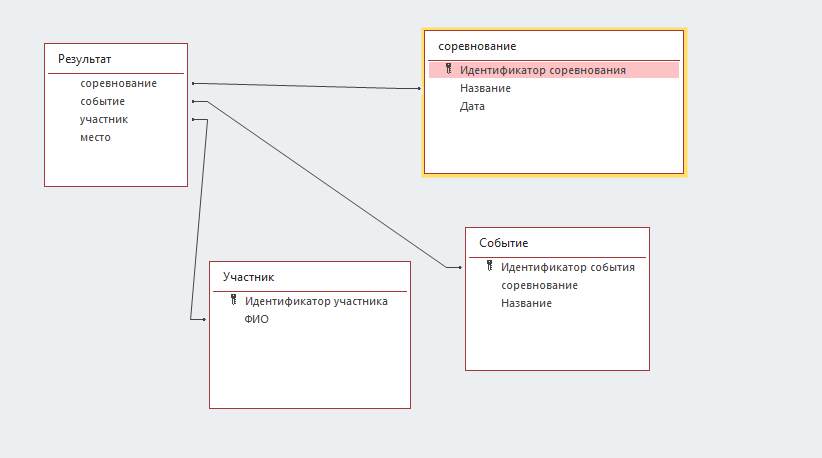 Результат
соревнование
событие
участник
место
соревнование
Идентификатор соревнования
Название
Дата
Участник
Идентификатор участника
ФИО
Событие
Идентификатор события
соревнование
Название